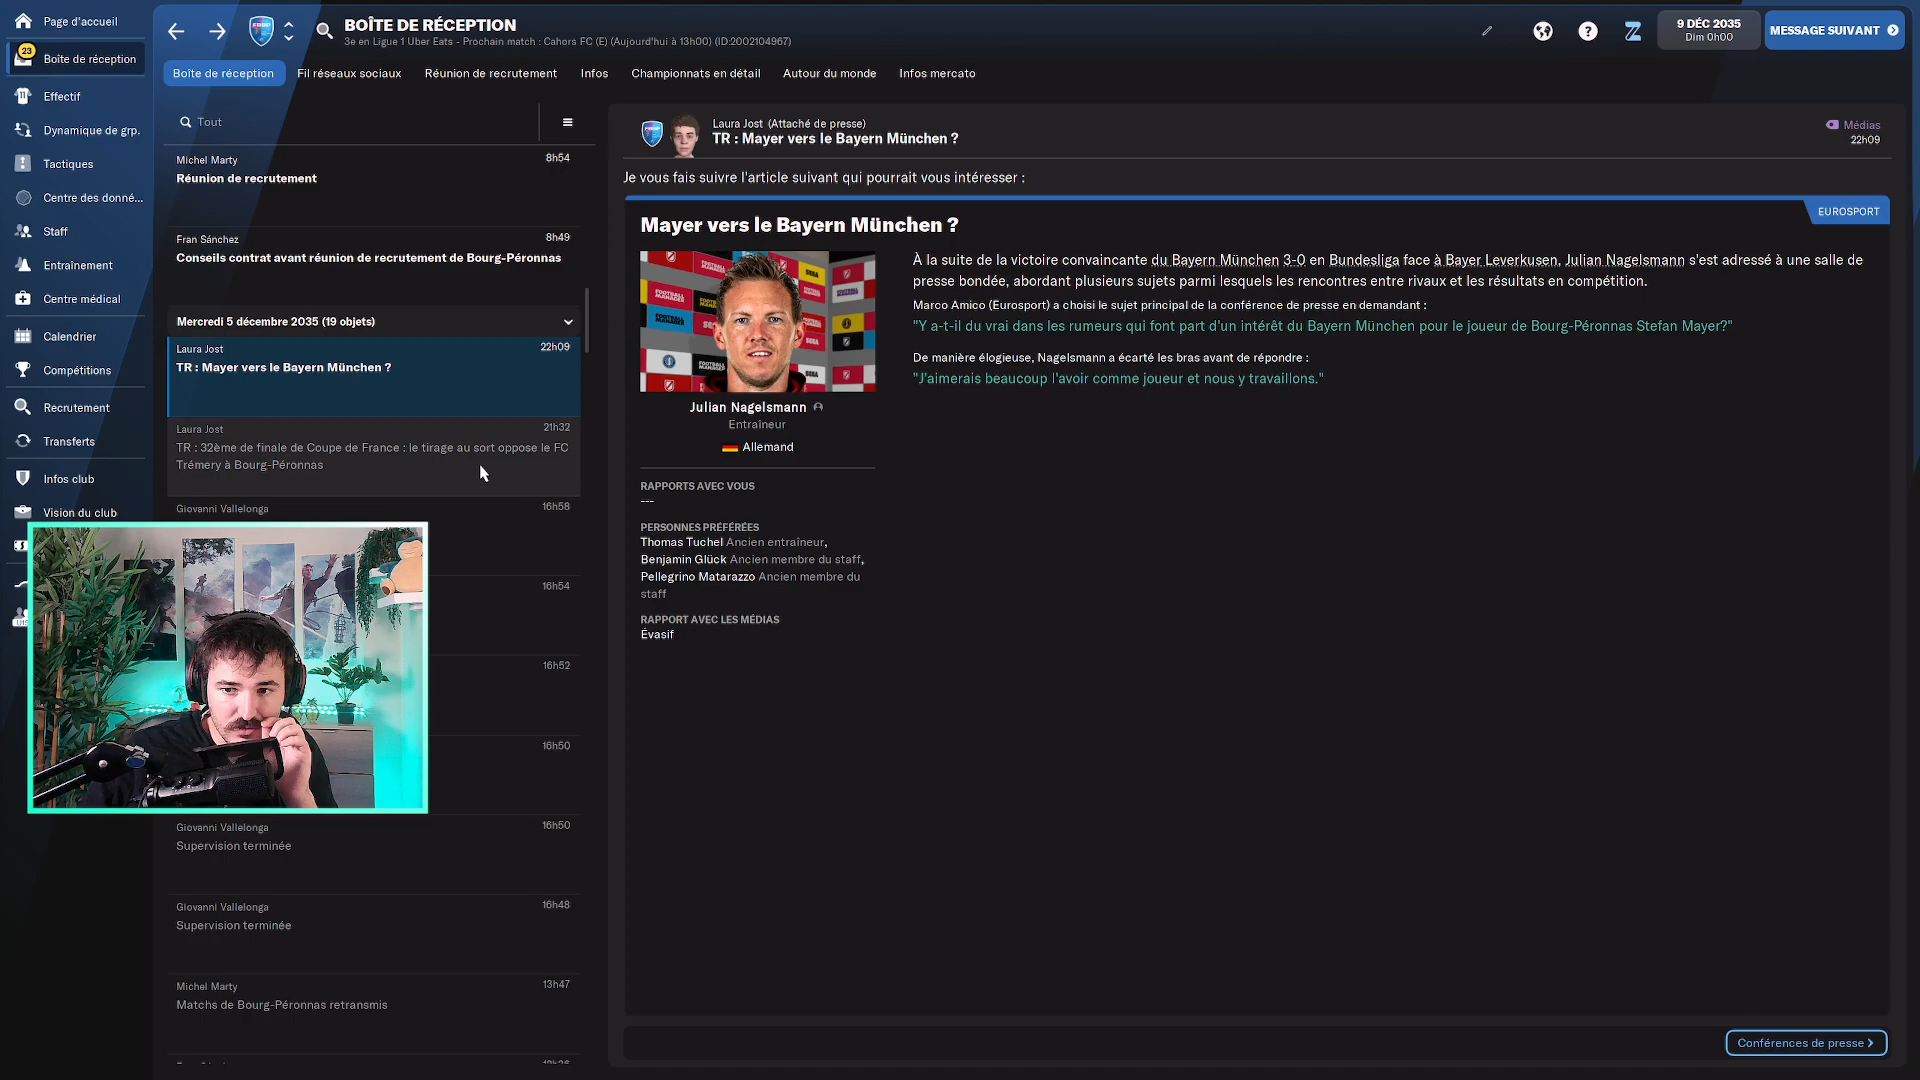 Page d'accueil
23
Boîte de réception
Effectif
Dynamique de grp.
Tactiques
Centre des donné...
Staff
Entraînement
Centre médical
Calendrier
Compétitions
Recrutement
Transferts
Infos club
Vision du club
BOÎTE DE RÉCEPTION
3e en Ligue 1 Uber Eats - Prochain match : Cahors FC (E) (Aujourd'hui à 13h00) (ID:2002104967)
9 DÉC 2035
Dim 0h00
MESSAGE SUIVANT
Boîte de réception
Fil réseaux sociaux
Réunion de recrutement
Infos
Championnats en détail
Autour du monde
Infos mercato
Tout
Michel Marty
8h54
Réunion de recrutement
Fran Sánchez
8h49
Conseils contrat avant réunion de recrutement de Bourg-Péronnas
Mercredi 5 décembre 2035 (19 objets)
Laura Jost
22h09
TR : Mayer vers le Bayern München ?
Laura Jost
21h32
TR : 32ème de finale de Coupe de France : le tirage au sort oppose le FC
Trémery à Bourg-Péronnas
Giovanni Vallelonga
16h58
16h54
16h52
16h50
Giovanni Vallelonga
16h50
Supervision terminée
Giovanni Vallelonga
16h48
Supervision terminée
Michel Marty
13h47
Matchs de Bourg-Péronnas retransmis
Laura Jost (Attaché de presse)
TR : Mayer vers le Bayern München ?
Médias
22h09
Je vous fais suivre l'article suivant qui pourrait vous intéresser :
EUROSPORT
Mayer vers le Bayern München ?
Julian Nagelsmann
Entraîneur
Allemand
RAPPORTS AVEC VOUS
---
PERSONNES PRÉFÉRÉES
Thomas Tuchel Ancien entraîneur,
Benjamin Glück Ancien membre du staff,
Pellegrino Matarazzo Ancien membre du
staff
RAPPORT AVEC LES MÉDIAS
Évasif
À la suite de la victoire convaincante du Bayern München 3-0 en Bundesliga face à Bayer Leverkusen, Julian Nagelsmann s'est adressé à une salle de
presse bondée, abordant plusieurs sujets parmi lesquels les rencontres entre rivaux et les résultats en compétition.
Marco Amico (Eurosport) a choisi le sujet principal de la conférence de presse en demandant :
"Y a-t-il du vrai dans les rumeurs qui font part d'un intérêt du Bayern München pour le joueur de Bourg-Péronnas Stefan Mayer?"
De manière élogieuse, Nagelsmann a écarté les bras avant de répondre :
"J'aimerais beaucoup l'avoir comme joueur et nous y travaillons."
Conférences de presse